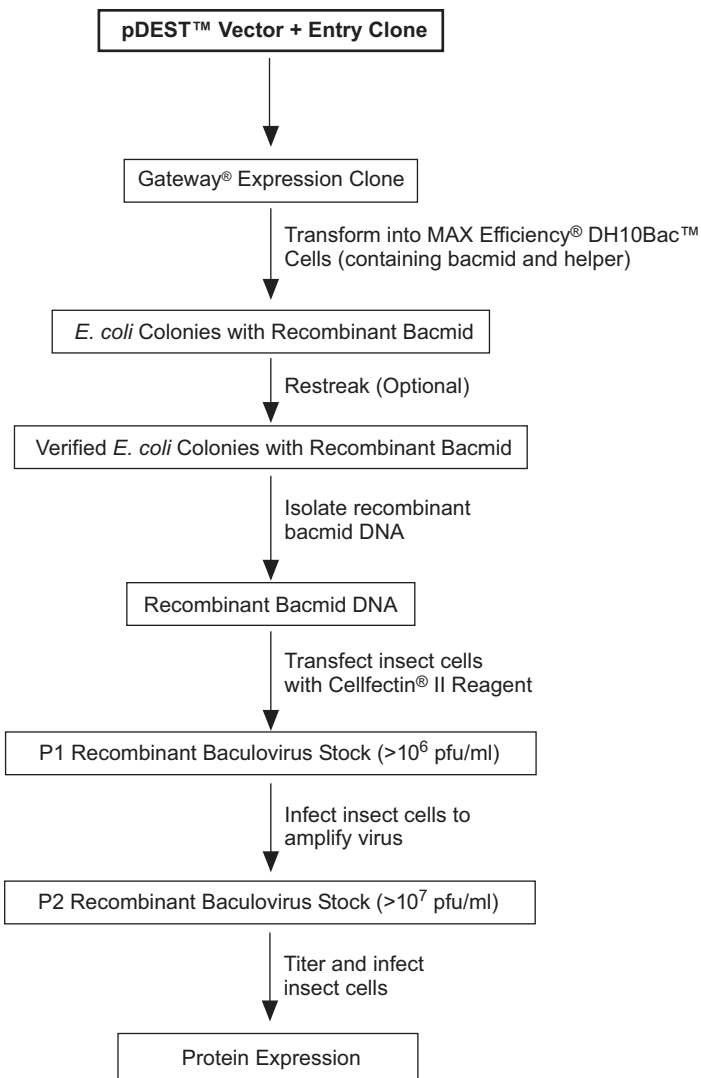 pDEST™ Vector + Entry Clone
Gateway® Expression Clone
Transform into MAX Efficiency® DH10Bac™
Cells (containing bacmid and helper)
E. coli Colonies with Recombinant Bacmid
Restreak (Optional)
Verified E. coli Colonies with Recombinant Bacmid
Isolate recombinant
bacmid DNA
Recombinant Bacmid DNA
Transfect insect cells
with Cellfectin® II Reagent
P1 Recombinant Baculovirus Stock (>10⁶ pfu/ml)
Infect insect cells to
amplify virus
P2 Recombinant Baculovirus Stock (>10⁷ pfu/ml)
Titer and infect
insect cells
Protein Expression